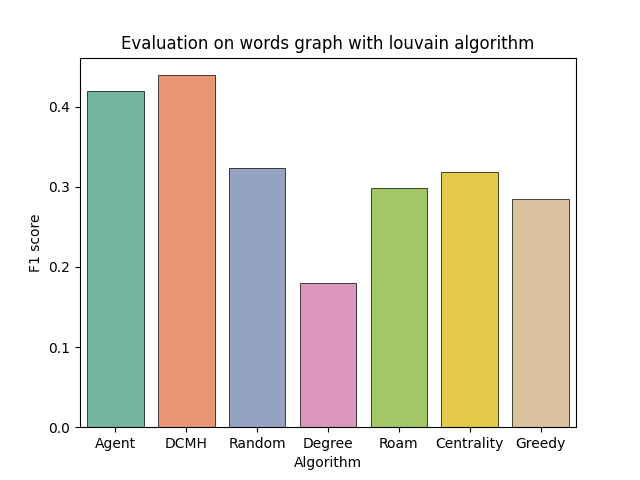 Evaluation on words graph with louvain algorithm
F1 score
0.4
0.3
0.2
0.1
0.0
Agent DCMH Random Degree Roam Centrality Greedy
Algorithm